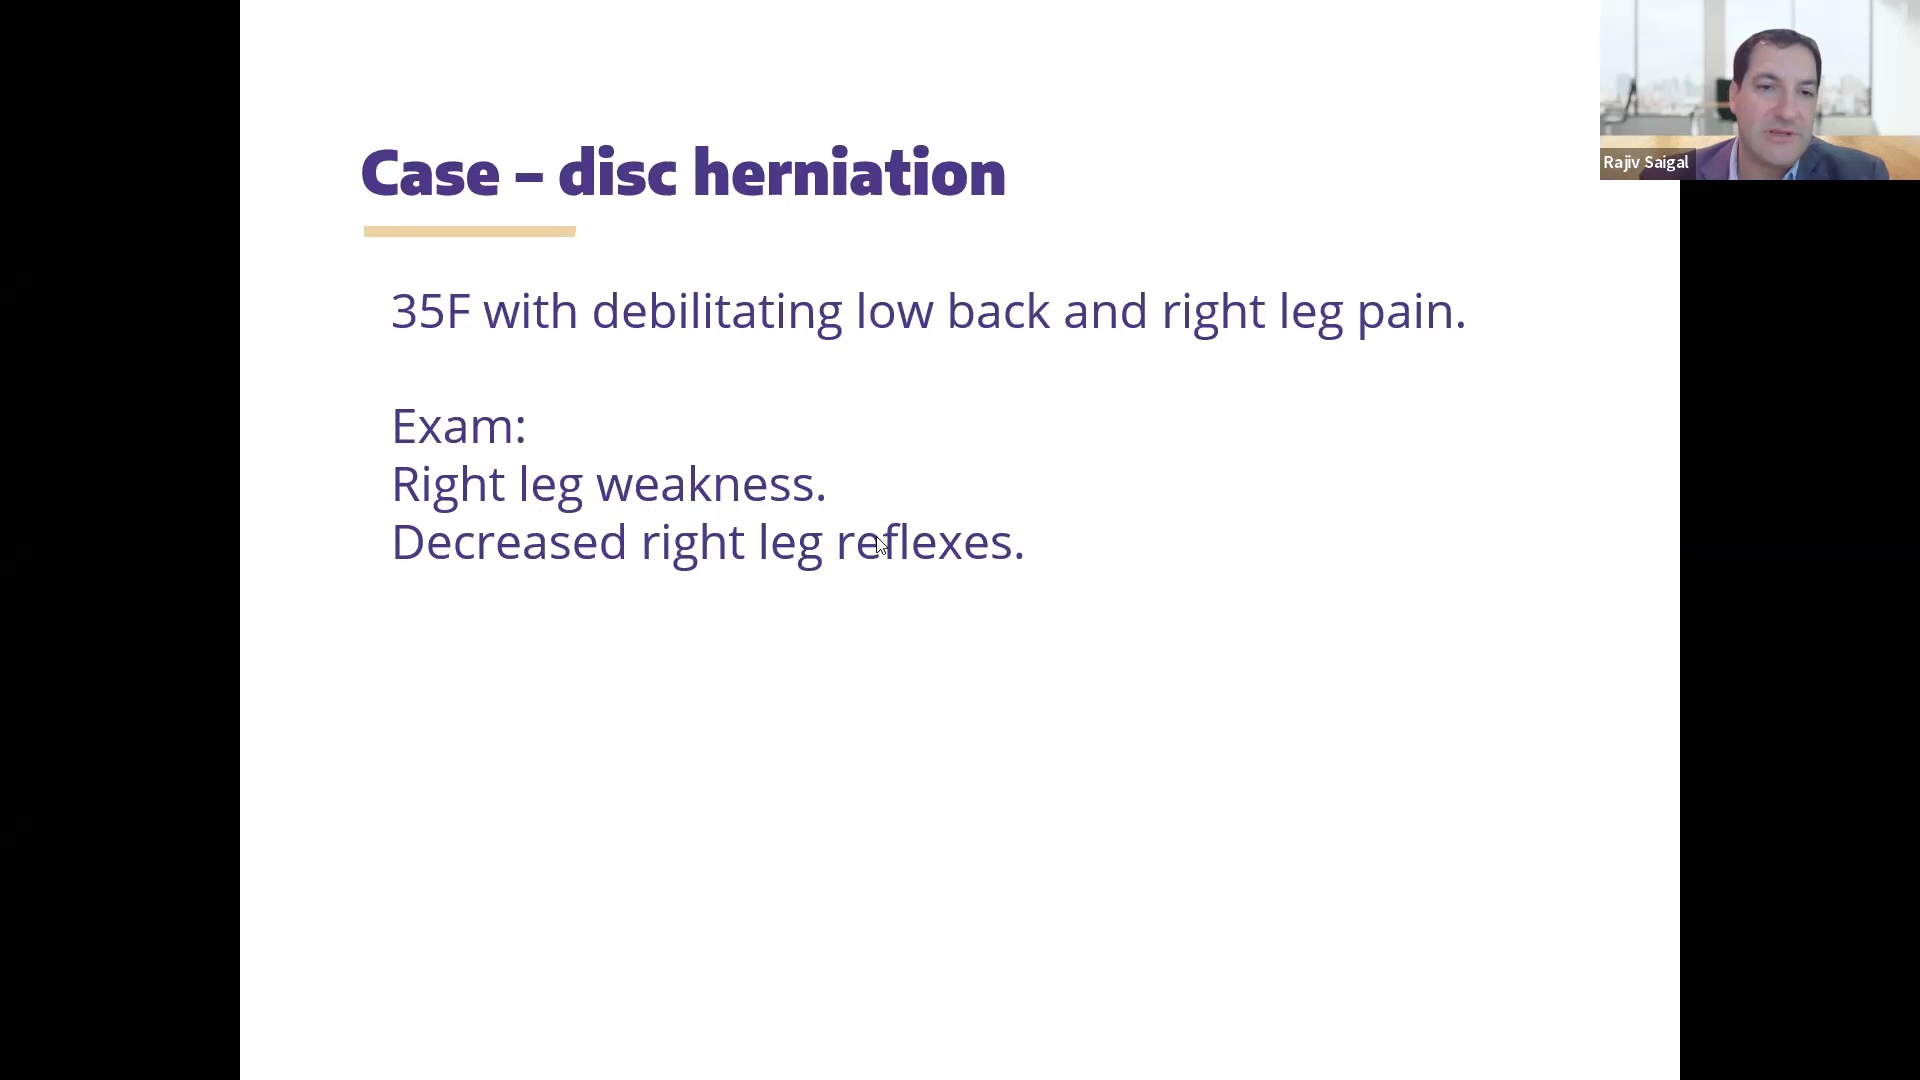 Case – disc herniation
35F with debilitating low back and right leg pain.
Exam:
Right leg weakness.
Decreased right leg reflexes.
Rajiv Saigal